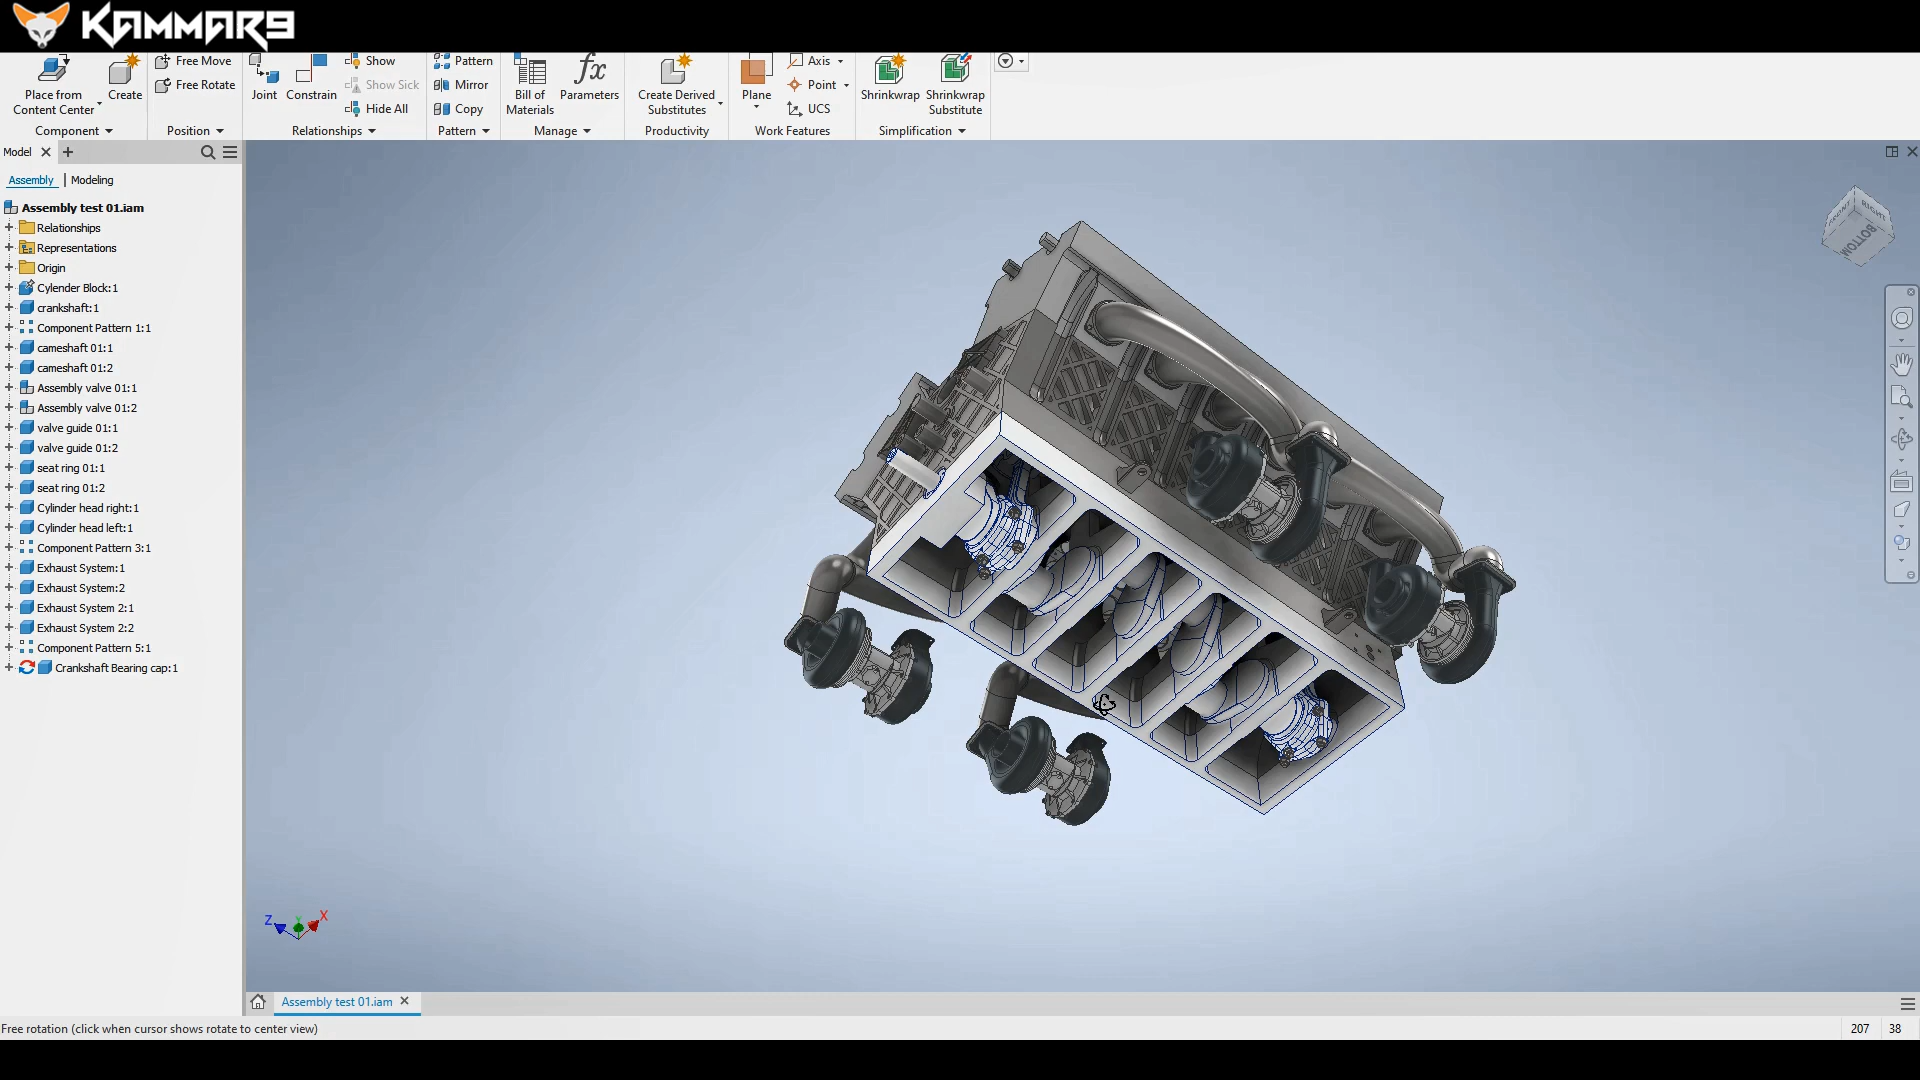 KAMMAR9
Free Move
Free Rotate
Show
Show Sick
Hide All
Pattern
Mirror
Copy
Axis
Point
UCS
Place from
Content Center
Create
Joint
Constrain
Bill of
Materials
Parameters
Create Derived
Substitutes
Plane
Shrinkwrap
Shrinkwrap
Substitute
Component
Position
Relationships
Pattern
Manage
Productivity
Work Features
Simplification
Model
Assembly
Modeling
Assembly test 01.iam
Relationships
Representations
Origin
Cylender Block:1
crankshaft:1
Component Pattern 1:1
cameshaft 01:1
cameshaft 01:2
Assembly valve 01:1
Assembly valve 01:2
valve guide 01:1
valve guide 01:2
seat ring 01:1
seat ring 01:2
Cylinder head right:1
Cylinder head left:1
Component Pattern 3:1
Exhaust System:1
Exhaust System:2
Exhaust System 2:1
Exhaust System 2:2
Component Pattern 5:1
Crankshaft Bearing cap:1
FRONT
RIGHT
BOTTOM
Z
Y
X
Assembly test 01.iam
Free rotation (click when cursor shows rotate to center view)
207
38